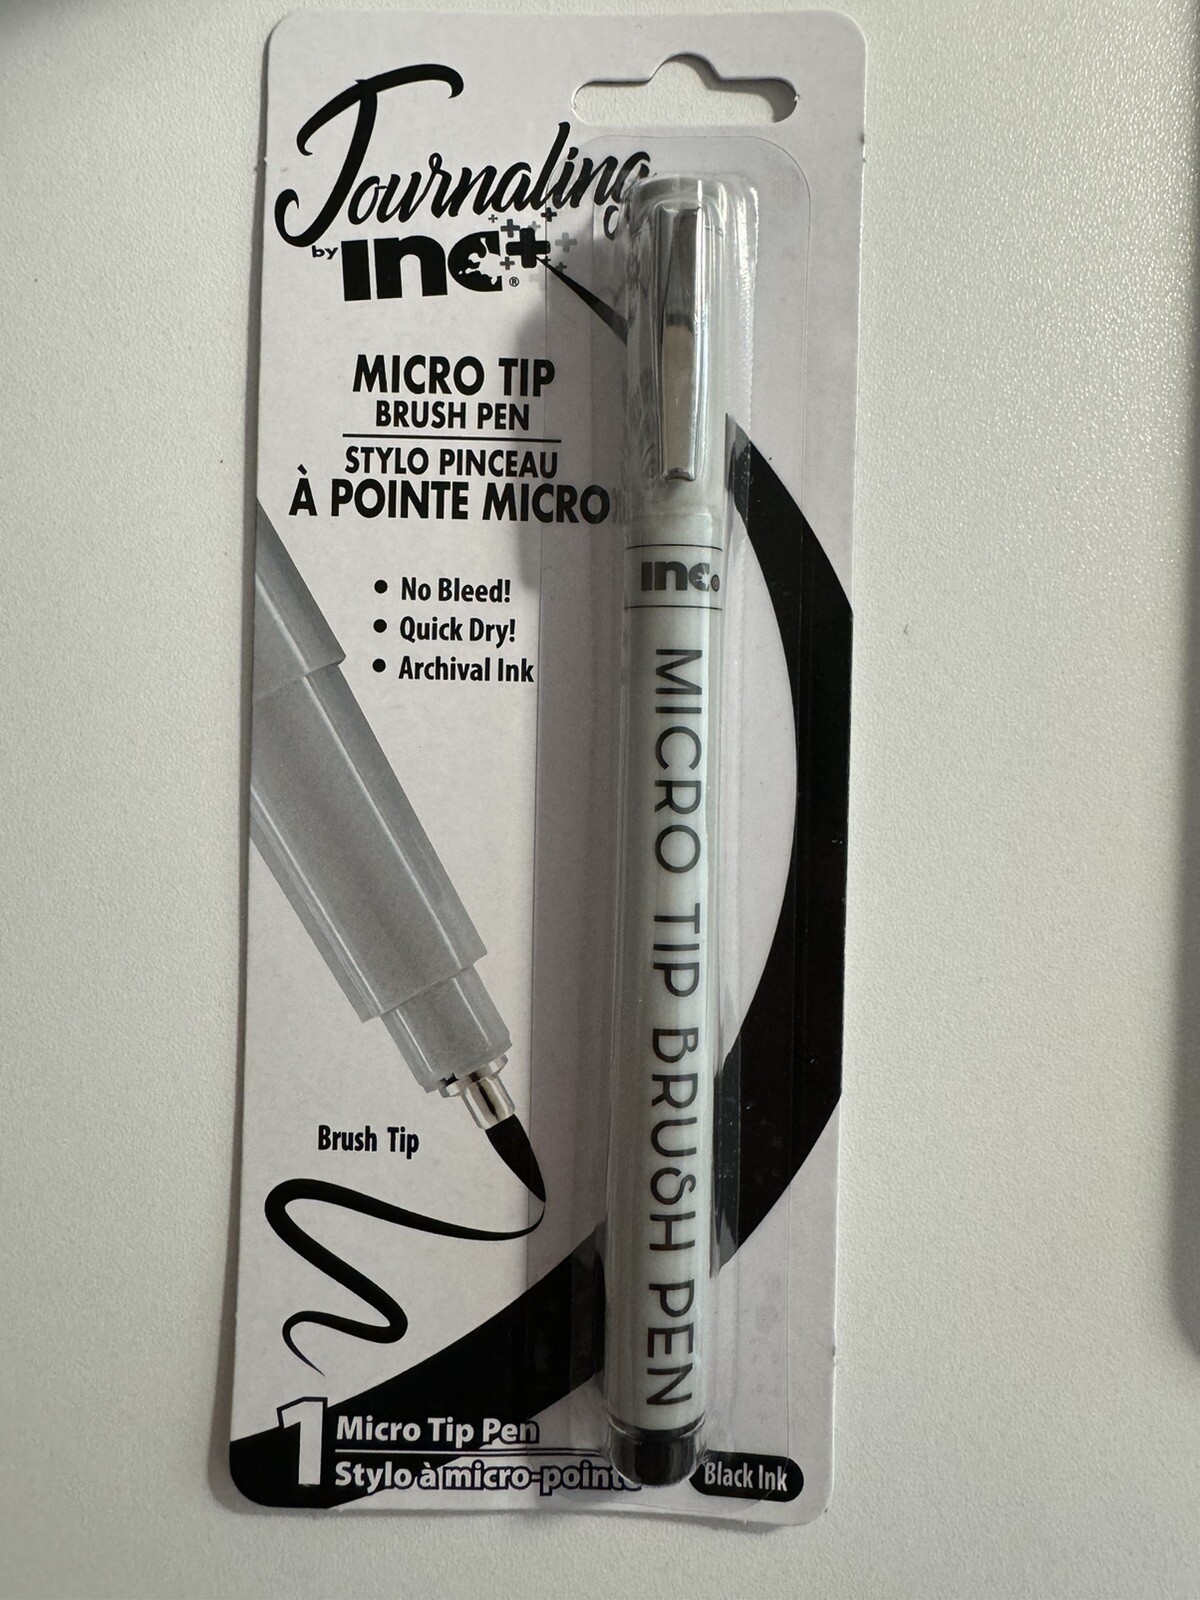 Journaling
by inc+®
MICRO TIP
BRUSH PEN
STYLO PINCEAU
À POINTE MICRO
• No Bleed!
• Quick Dry!
• Archival Ink
inc®
MICRO TIP BRUSH PEN
Brush Tip
1 Micro Tip Pen
Stylo à micro-pointe
Black Ink